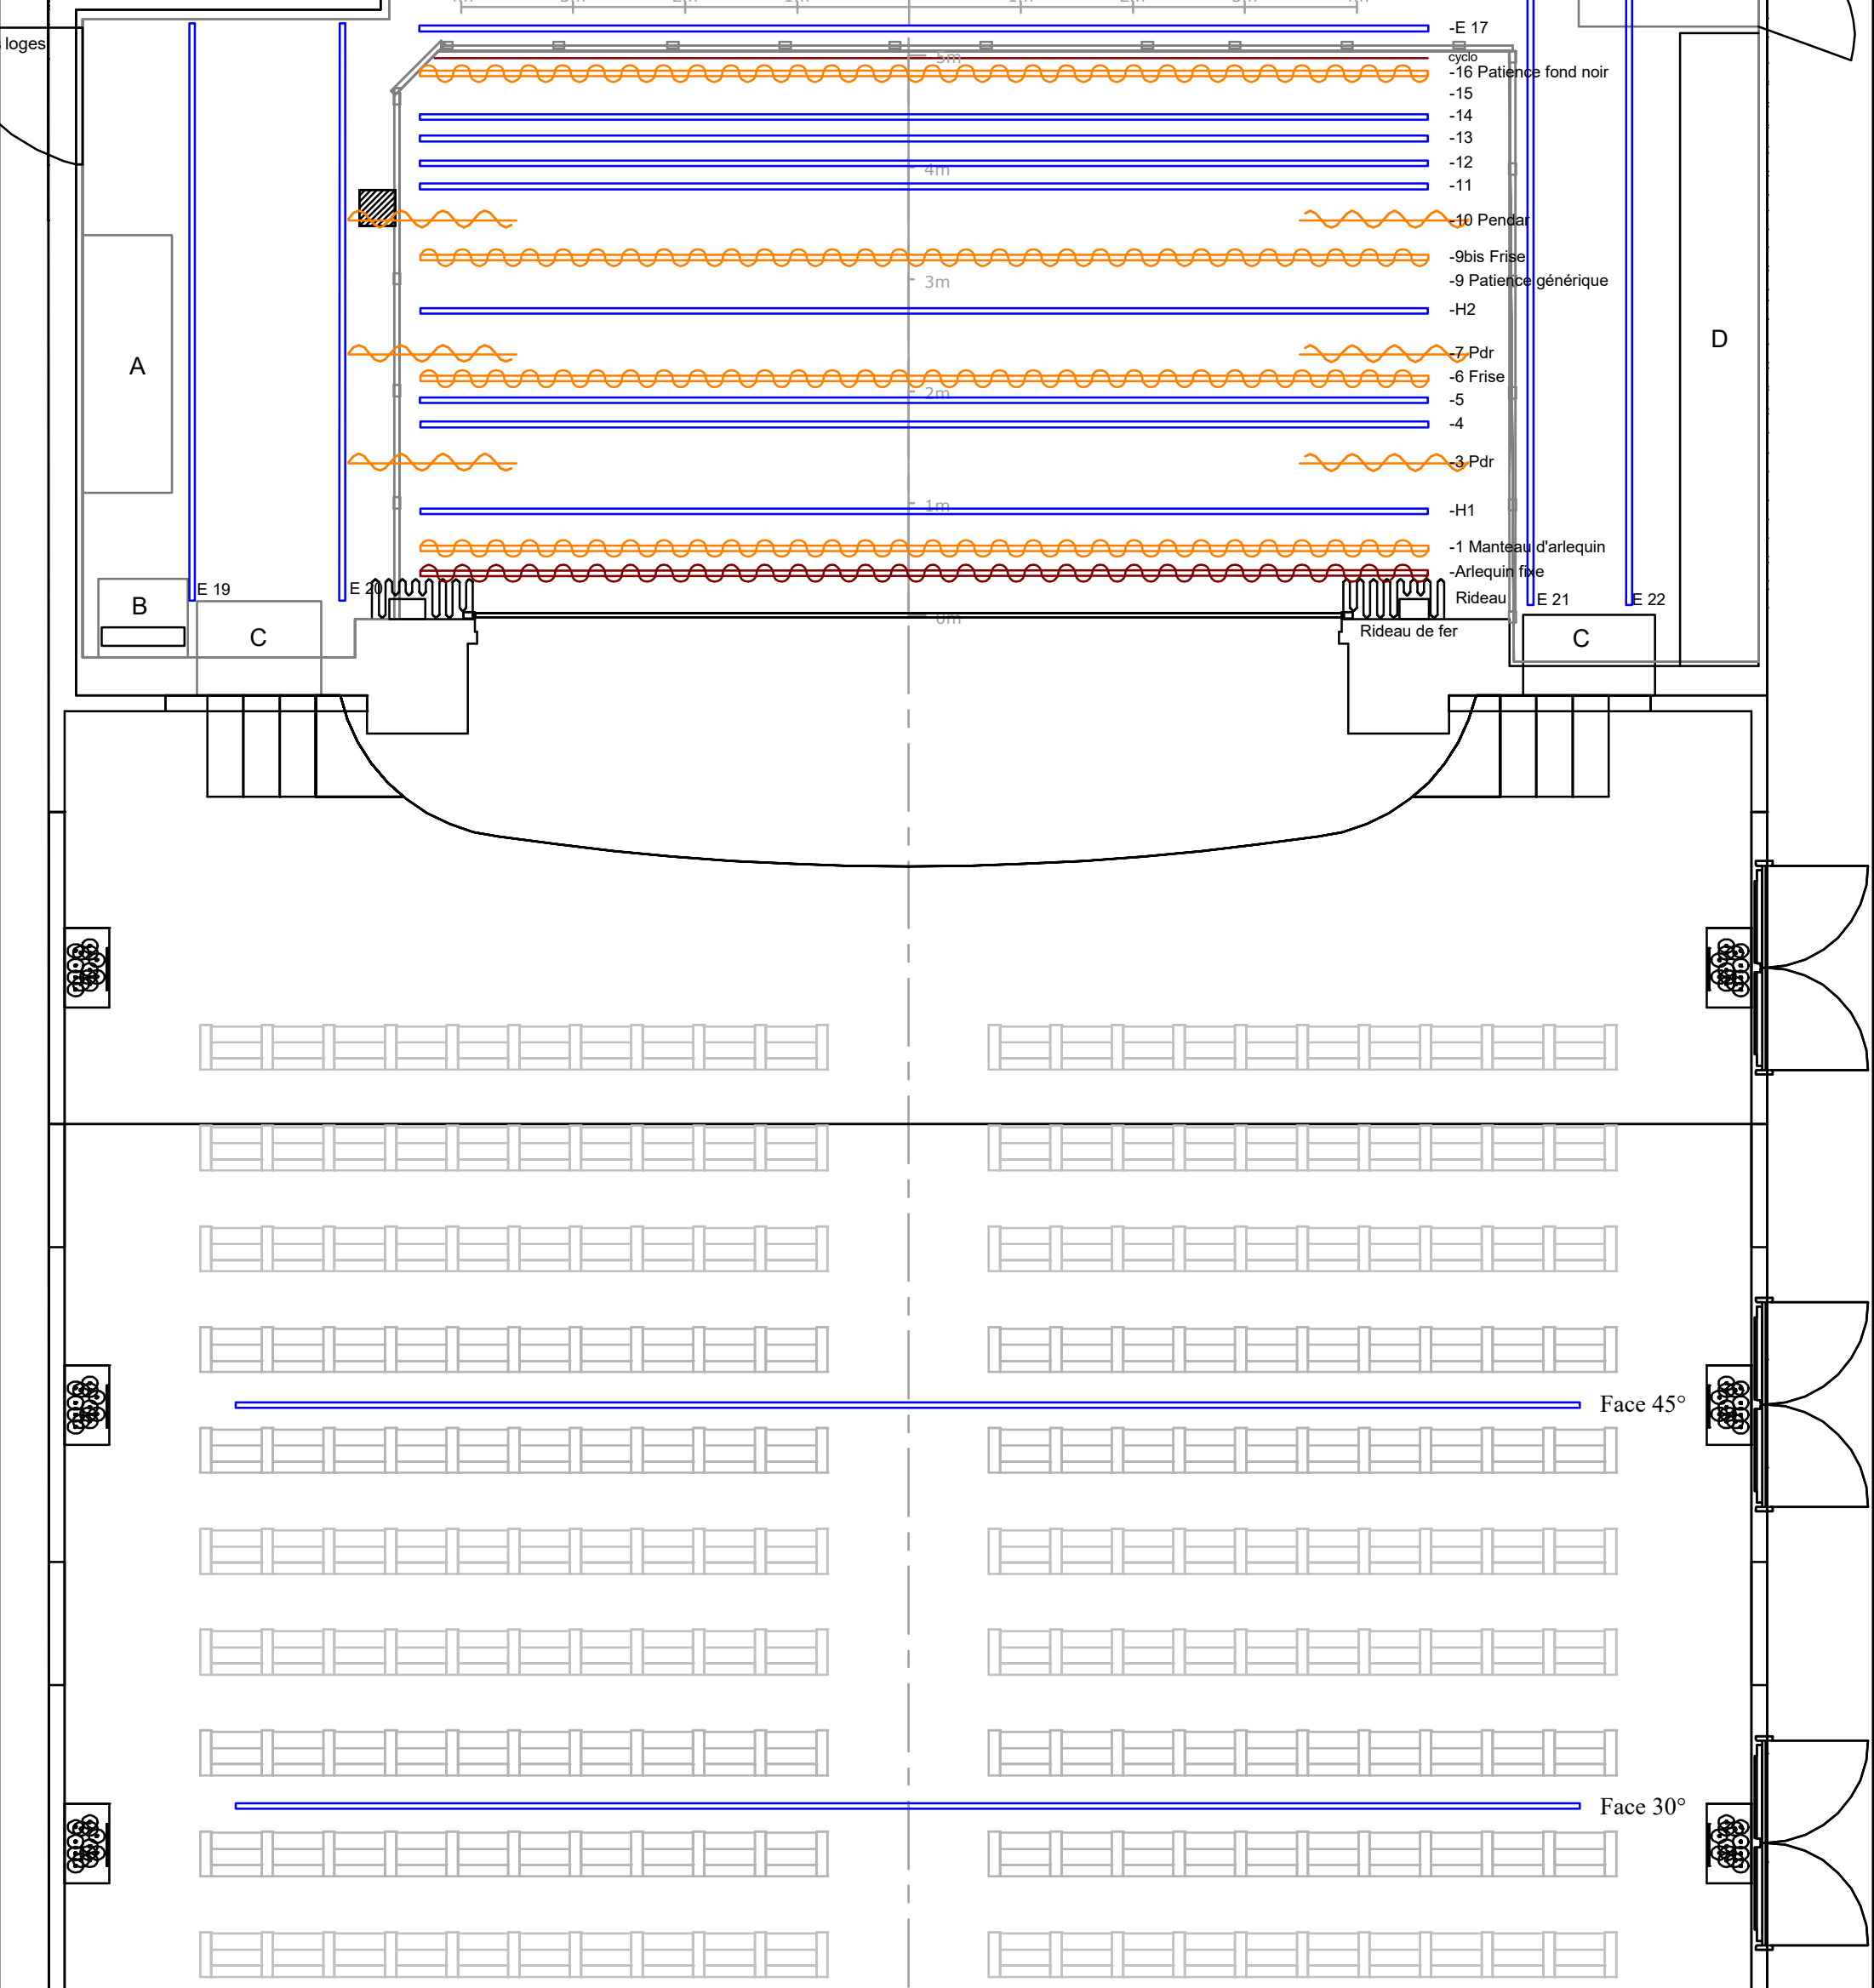 -E 17
loges
cyclo
5m
-16 Patience fond noir
-15
-14
-13
-12
4m
-11
-10 Pendar
-9bis Frise
3m
-9 Patience générique
-H2
D
-7 Pdr
A
-6 Frise
2m
-5
-4
-3 Pdr
1m
-H1
-1 Manteau d'arlequin
-Arlequin fixe
E 19
E 20
Rideau
E 21
E 22
B
0m
Rideau de fer
C
C
Face 45°
Face 30°